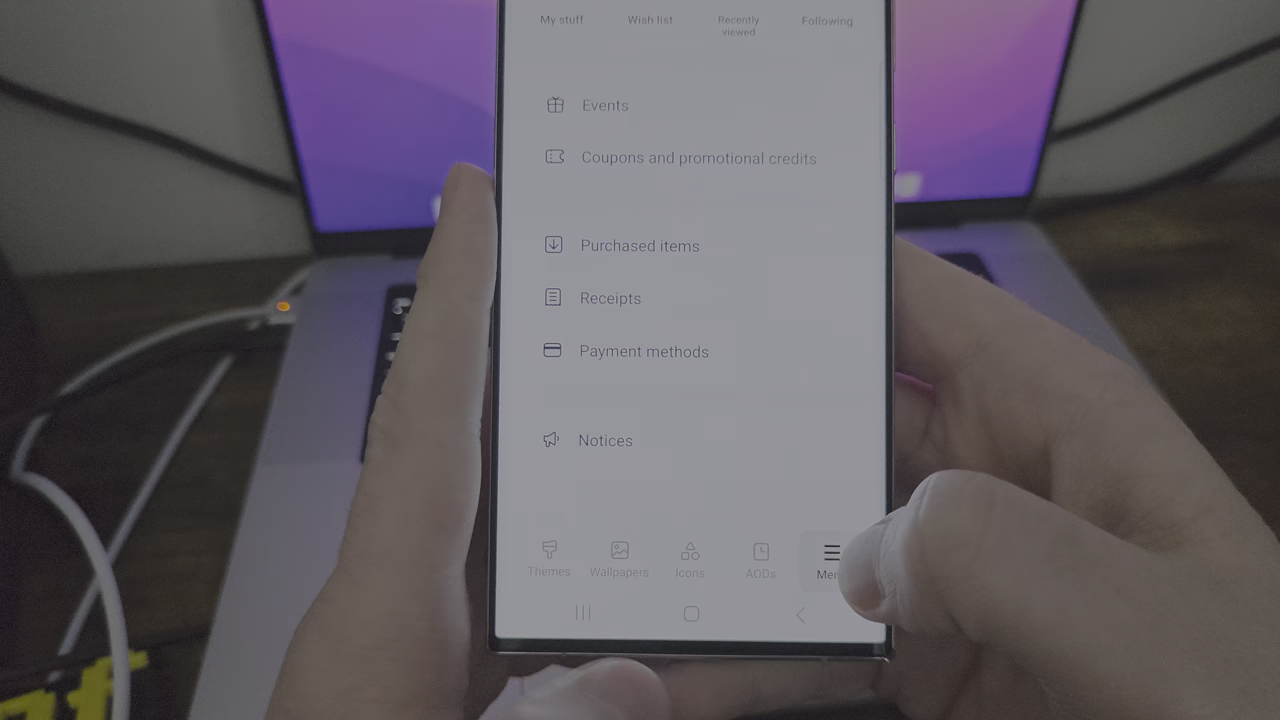 My stuff
Wish list
Recently
viewed
Following
Events
Coupons and promotional credits
Purchased items
Receipts
Payment methods
Notices
Themes
Wallpapers
Icons
AODs